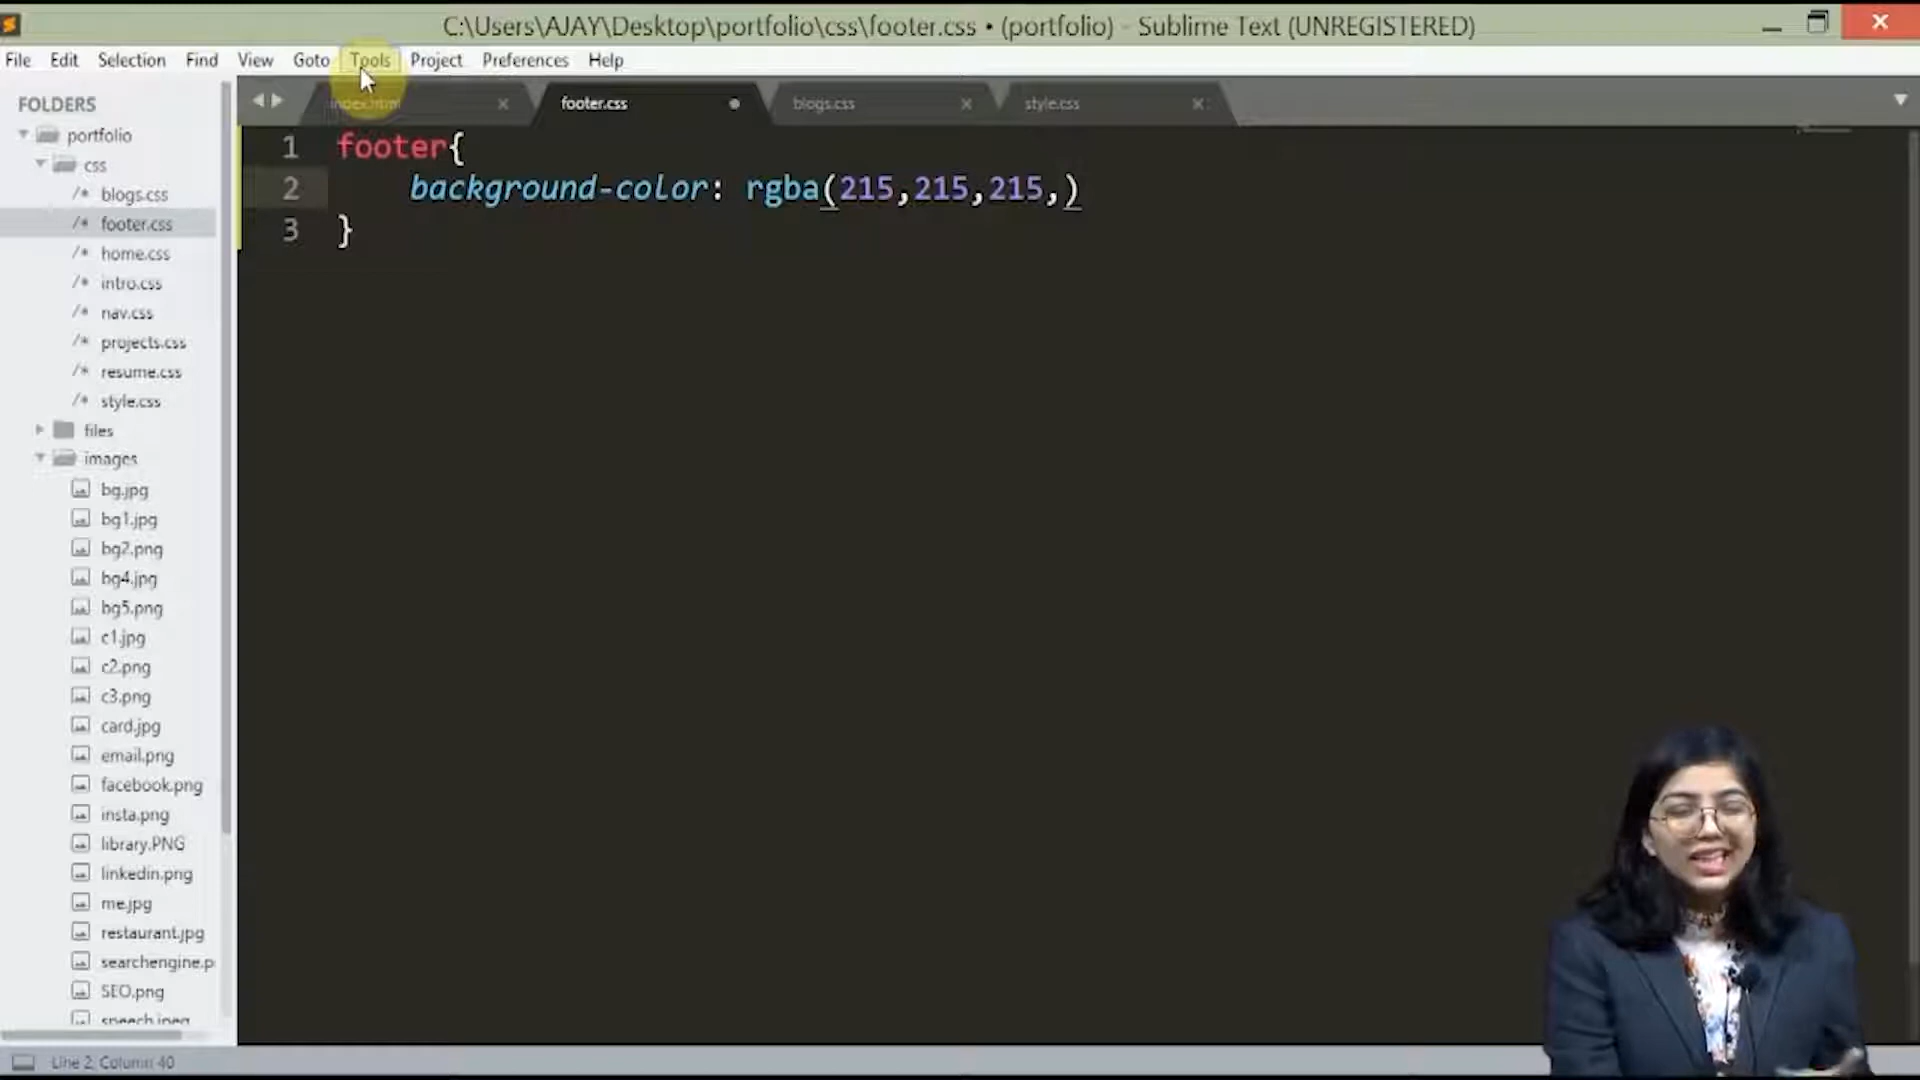 C:\Users\AJAY\Desktop\portfolio\css\footer.css • (portfolio) - Sublime Text (UNREGISTERED)
File Edit Selection Find View Goto Tools Project Preferences Help
FOLDERS
portfolio
css
/* blogs.css
/* footer.css
/* home.css
/* intro.css
/* nav.css
/* projects.css
/* resume.css
/* style.css
files
images
bg.jpg
bg1.jpg
bg2.png
bg4.jpg
bg5.png
c1.jpg
c2.png
c3.png
card.jpg
email.png
facebook.png
insta.png
library.PNG
linkedin.png
me.jpg
restaurant.jpg
searchengine.p
SEO.png
speech.jpeg
index.html footer.css blogs.css style.css
1 footer{
2 background-color: rgba(215,215,215,)
3 }
Line 2, Column 40